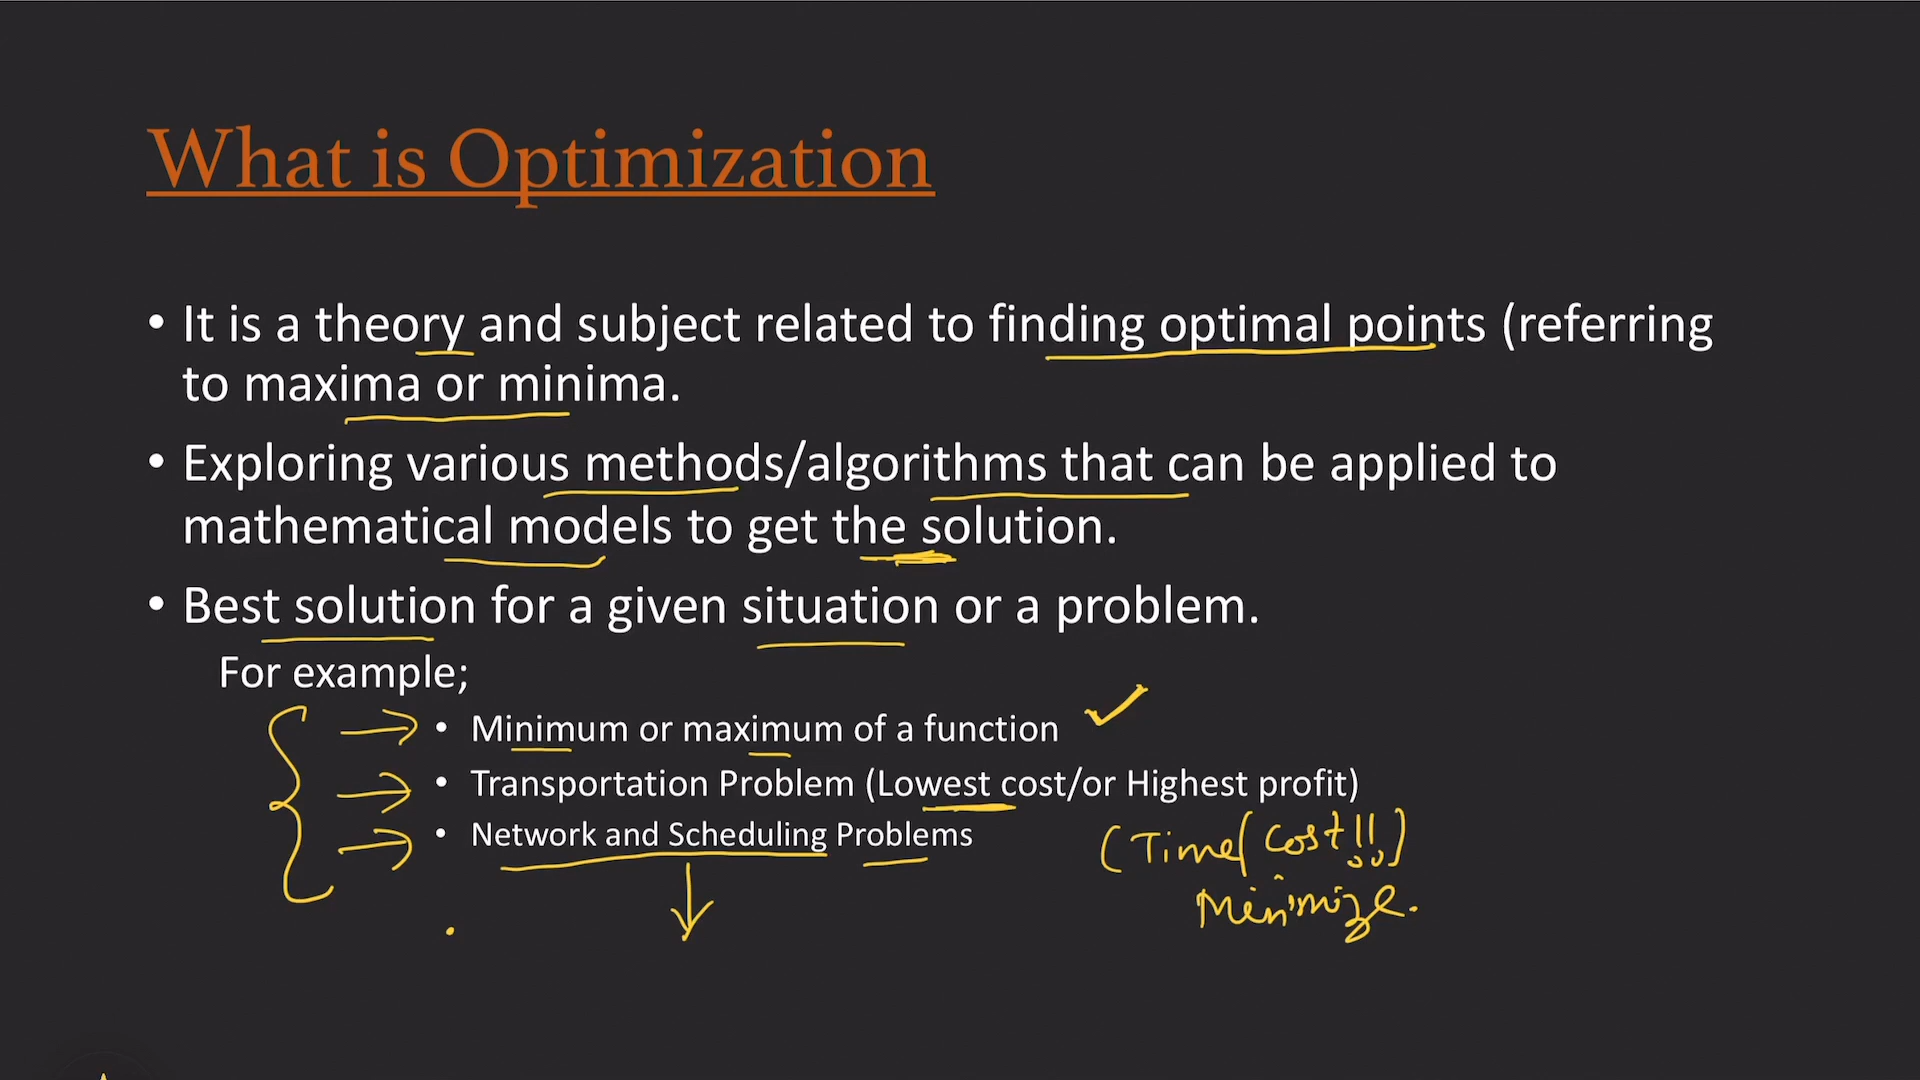 What is Optimization
• It is a theory and subject related to finding optimal points (referring
to maxima or minima.
• Exploring various methods/algorithms that can be applied to
mathematical models to get the solution.
• Best solution for a given situation or a problem.
For example;
• Minimum or maximum of a function
• Transportation Problem (Lowest cost/or Highest profit)
• Network and Scheduling Problems
(Time/cost!!)
Minimize.